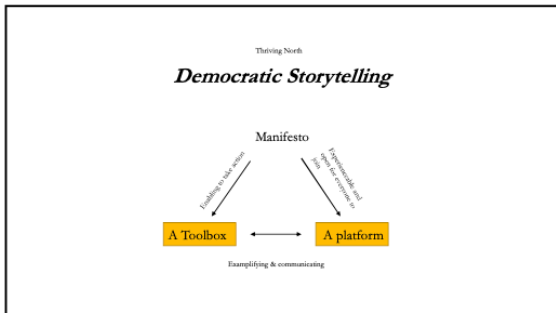 Thriving North
Democratic Storytelling
Manifesto
Enabling to take action
Experienceable and
open for everyone to
join
A Toolbox
A platform
Examplifying & communicating